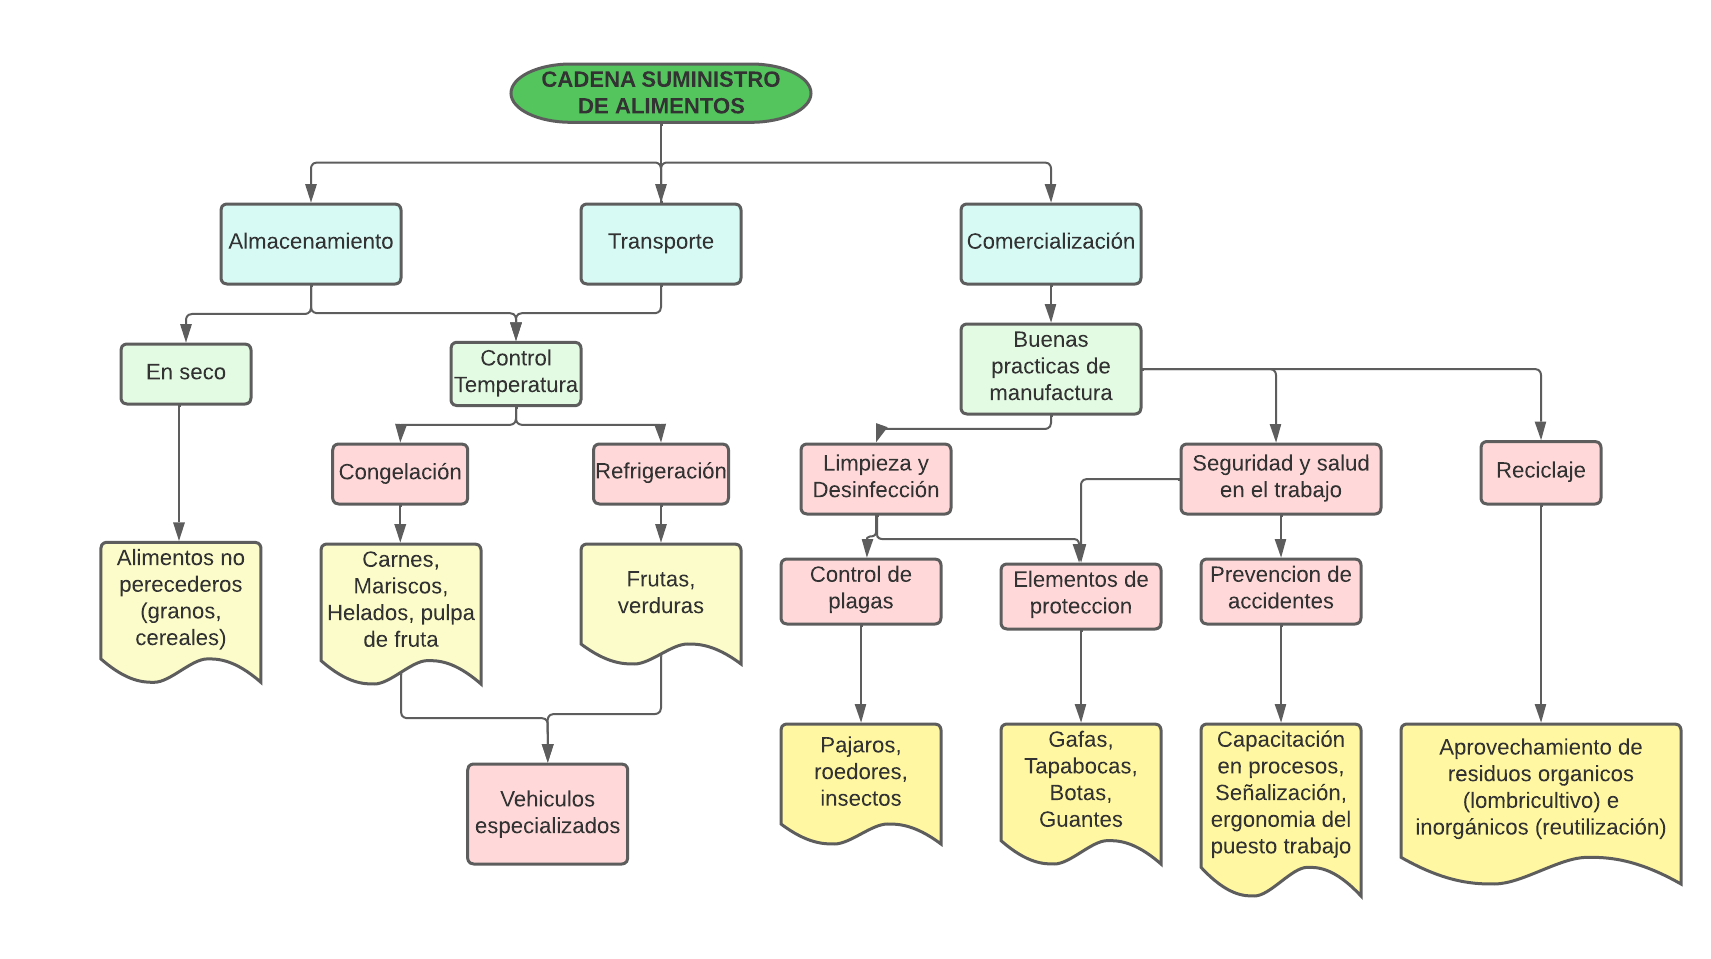 CADENA SUMINISTRO
DE ALIMENTOS
Almacenamiento
Transporte
Comercialización
En seco
Control
Temperatura
Buenas
practicas de
manufactura
Congelación
Refrigeración
Limpieza y
Desinfección
Seguridad y salud
en el trabajo
Reciclaje
Alimentos no
perecederos
(granos,
cereales)
Carnes,
Mariscos,
Helados, pulpa
de fruta
Frutas,
verduras
Control de
plagas
Elementos de
proteccion
Prevencion de
accidentes
Vehiculos
especializados
Pajaros,
roedores,
insectos
Gafas,
Tapabocas,
Botas,
Guantes
Capacitación
en procesos,
Señalización,
ergonomia del
puesto trabajo
Aprovechamiento de
residuos organicos
(lombricultivo) e
inorgánicos (reutilización)